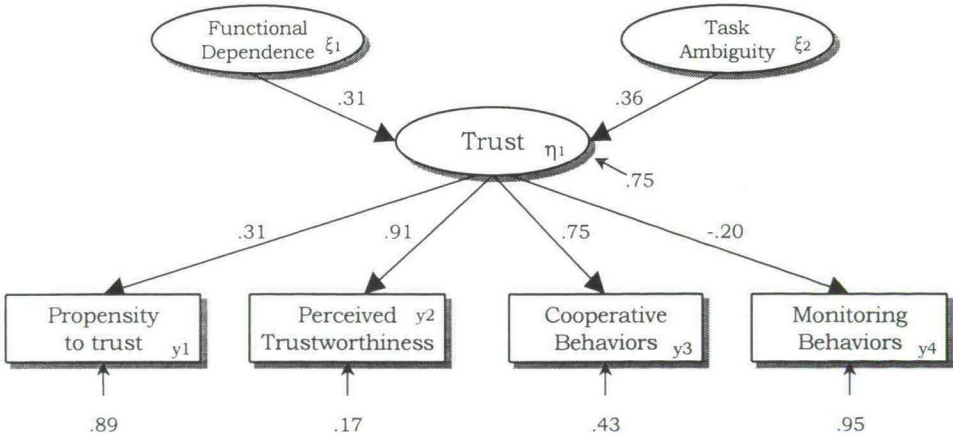 Functional
Dependence ξ1
Task
Ambiguity ξ2
.31
.36
Trust η1
.75
.31
.91
.75
-.20
Propensity
to trust y1
Perceived y2
Trustworthiness
Cooperative
Behaviors y3
Monitoring
Behaviors y4
.89
.17
.43
.95